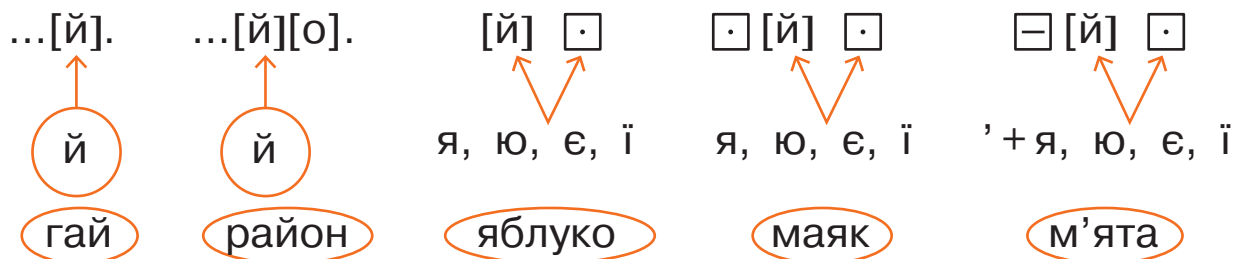 ...[й]. ...[й][о]. [й] [й] [й]
й й я, ю, є, ї я, ю, є, ї ’+я, ю, є, ї
гай район яблуко маяк м’ята